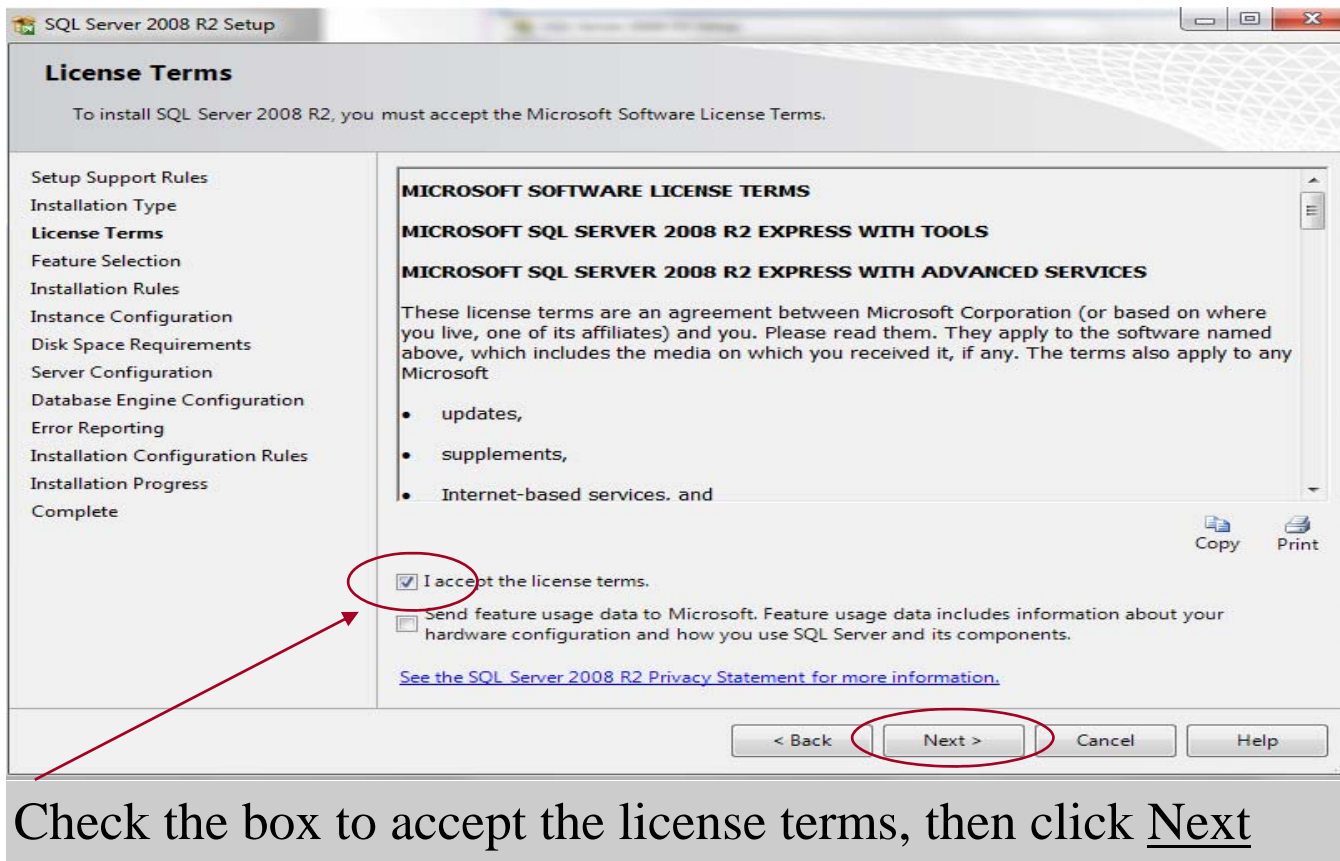 SQL Server 2008 R2 Setup
License Terms
To install SQL Server 2008 R2, you must accept the Microsoft Software License Terms.
Setup Support Rules
Installation Type
License Terms
Feature Selection
Installation Rules
Instance Configuration
Disk Space Requirements
Server Configuration
Database Engine Configuration
Error Reporting
Installation Configuration Rules
Installation Progress
Complete
MICROSOFT SOFTWARE LICENSE TERMS
MICROSOFT SQL SERVER 2008 R2 EXPRESS WITH TOOLS
MICROSOFT SQL SERVER 2008 R2 EXPRESS WITH ADVANCED SERVICES
These license terms are an agreement between Microsoft Corporation (or based on where
you live, one of its affiliates) and you. Please read them. They apply to the software named
above, which includes the media on which you received it, if any. The terms also apply to any
Microsoft
• updates,
• supplements,
• Internet-based services, and
Copy Print
I accept the license terms.
Send feature usage data to Microsoft. Feature usage data includes information about your
hardware configuration and how you use SQL Server and its components.
See the SQL Server 2008 R2 Privacy Statement for more information.
< Back Next > Cancel Help
Check the box to accept the license terms, then click Next